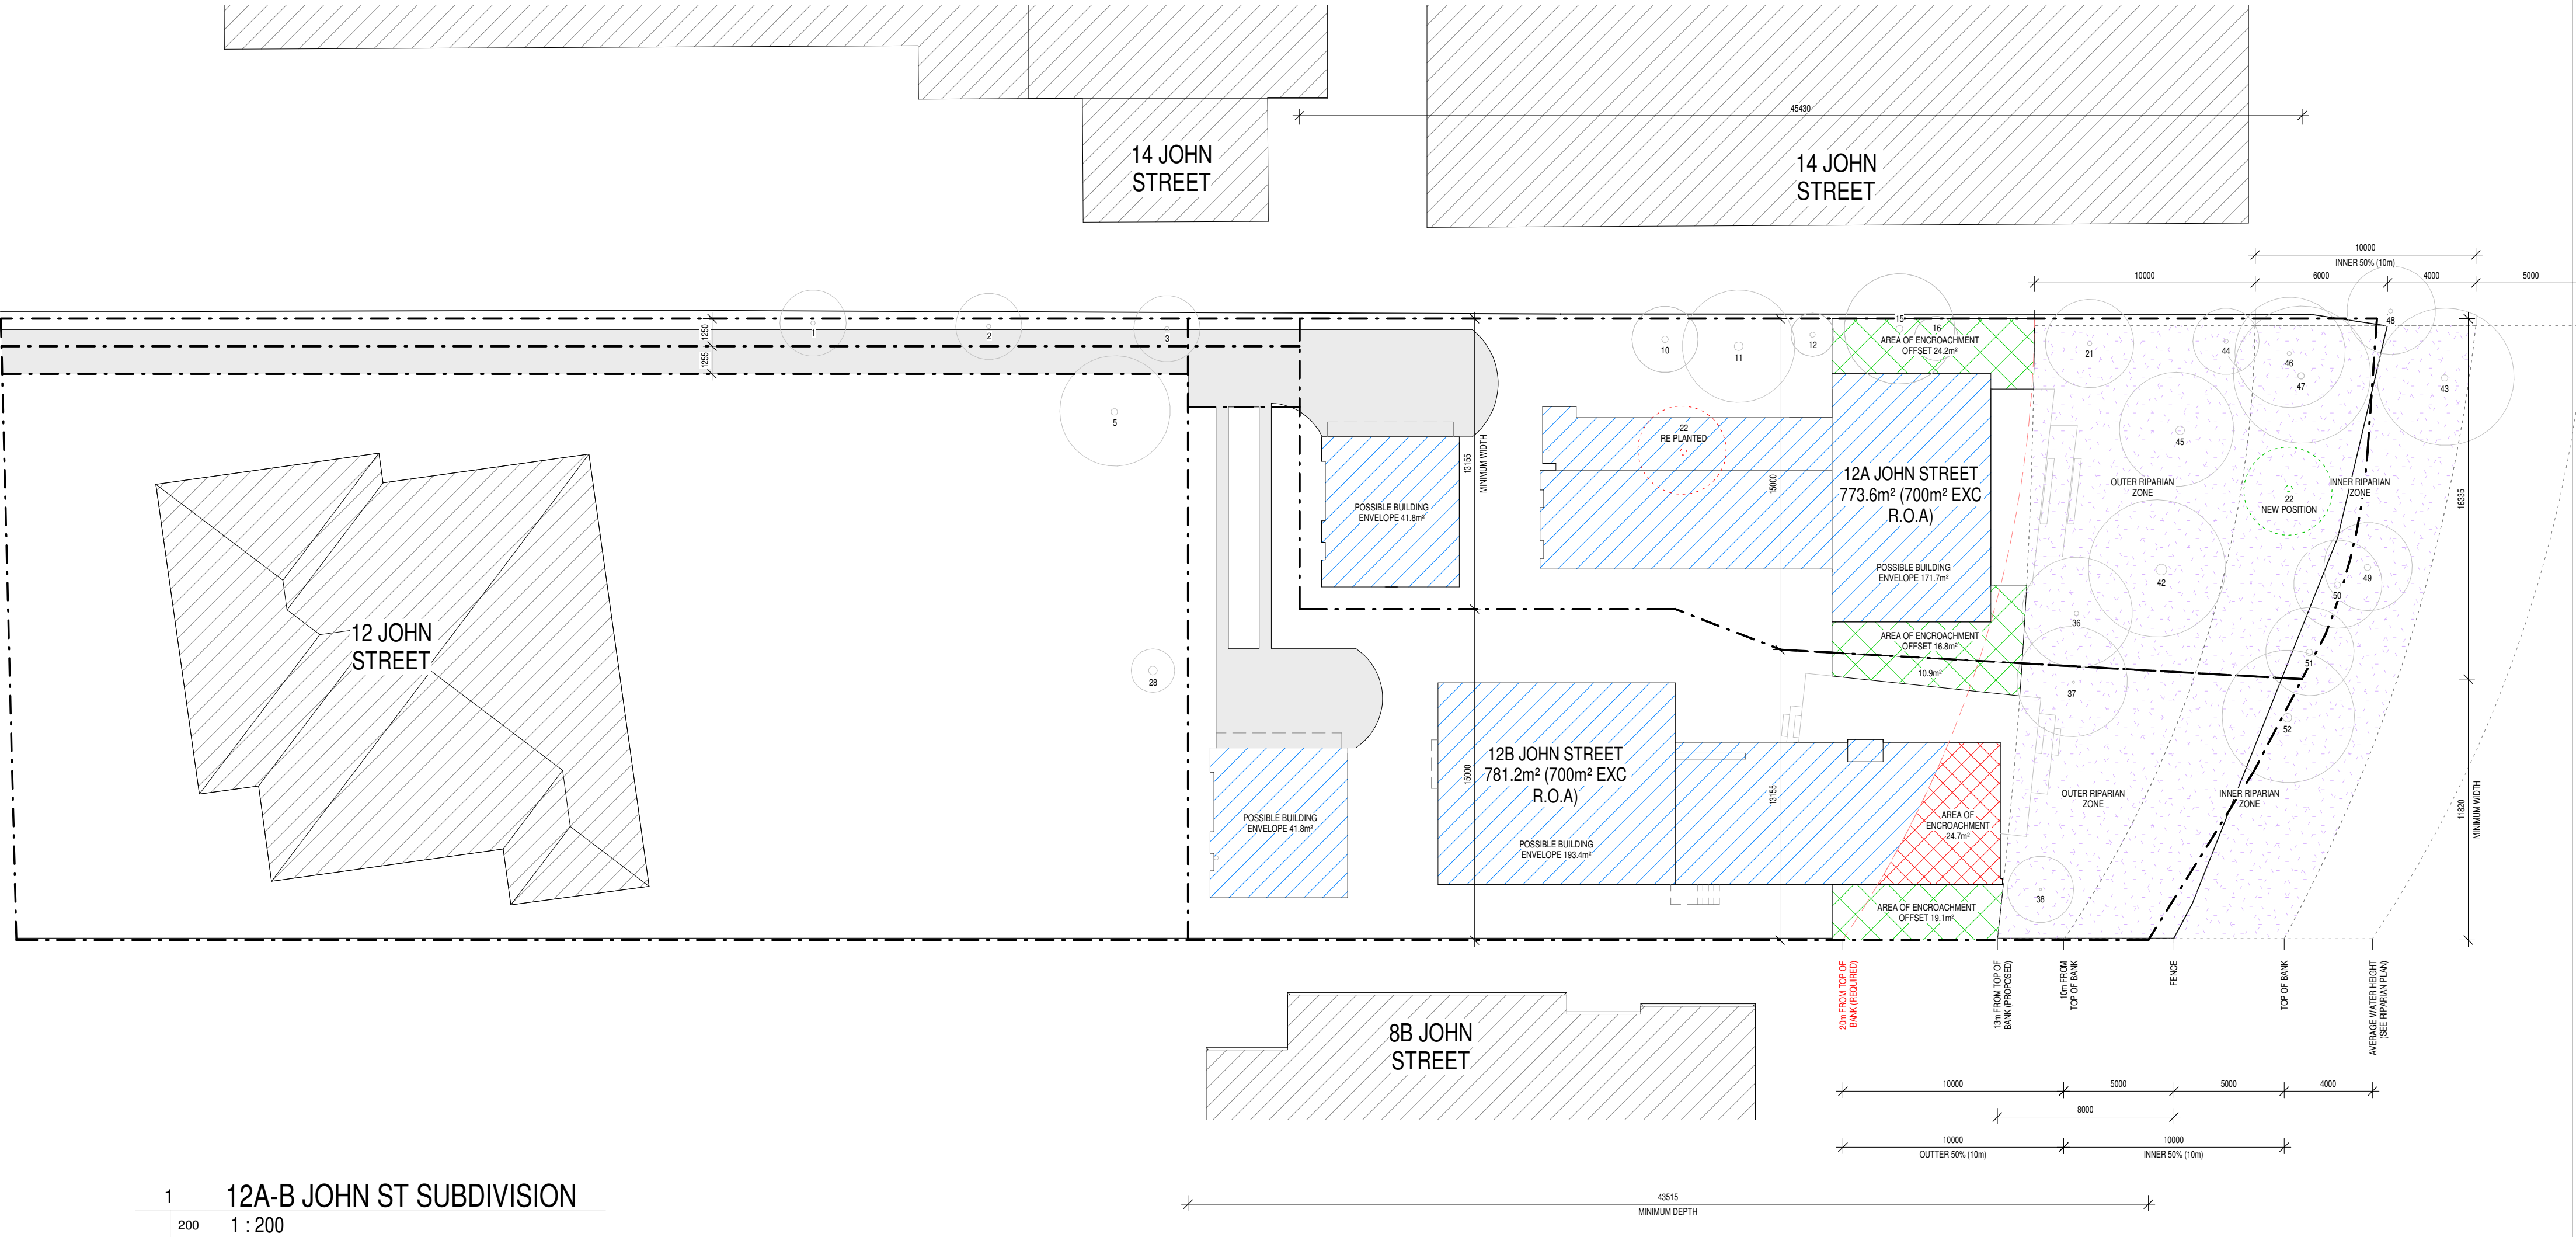 45430
14 JOHN
STREET
14 JOHN
STREET
10000
INNER 50% (10m)
10000
6000
4000
5000
1250
1255
1
2
3
5
10
11
12
15
16
AREA OF ENCROACHMENT
OFFSET 24.2m²
21
44
46
47
48
43
22
RE PLANTED
13155
MINIMUM WIDTH
15000
12A JOHN STREET
773.6m² (700m² EXC
R.O.A)
POSSIBLE BUILDING
ENVELOPE 171.7m²
POSSIBLE BUILDING
ENVELOPE 41.8m²
45
OUTER RIPARIAN
ZONE
INNER RIPARIAN
ZONE
22
NEW POSITION
16335
42
49
50
36
51
37
52
AREA OF ENCROACHMENT
OFFSET 16.8m²
10.9m²
12 JOHN
STREET
28
12B JOHN STREET
781.2m² (700m² EXC
R.O.A)
POSSIBLE BUILDING
ENVELOPE 193.4m²
15000
13155
POSSIBLE BUILDING
ENVELOPE 41.8m²
AREA OF
ENCROACHMENT
24.7m²
OUTER RIPARIAN
ZONE
INNER RIPARIAN
ZONE
11820
MINIMUM WIDTH
38
AREA OF ENCROACHMENT
OFFSET 19.1m²
20m FROM TOP OF
BANK (REQUIRED)
13m FROM TOP OF
BANK (PROPOSED)
10m FROM
TOP OF BANK
FENCE
TOP OF BANK
AVERAGE WATER HEIGHT
(SEE RIPARIAN PLAN)
8B JOHN
STREET
10000
5000
5000
4000
8000
10000
OUTTER 50% (10m)
10000
INNER 50% (10m)
43515
MINIMUM DEPTH
1
12A-B JOHN ST SUBDIVISION
200
1 : 200